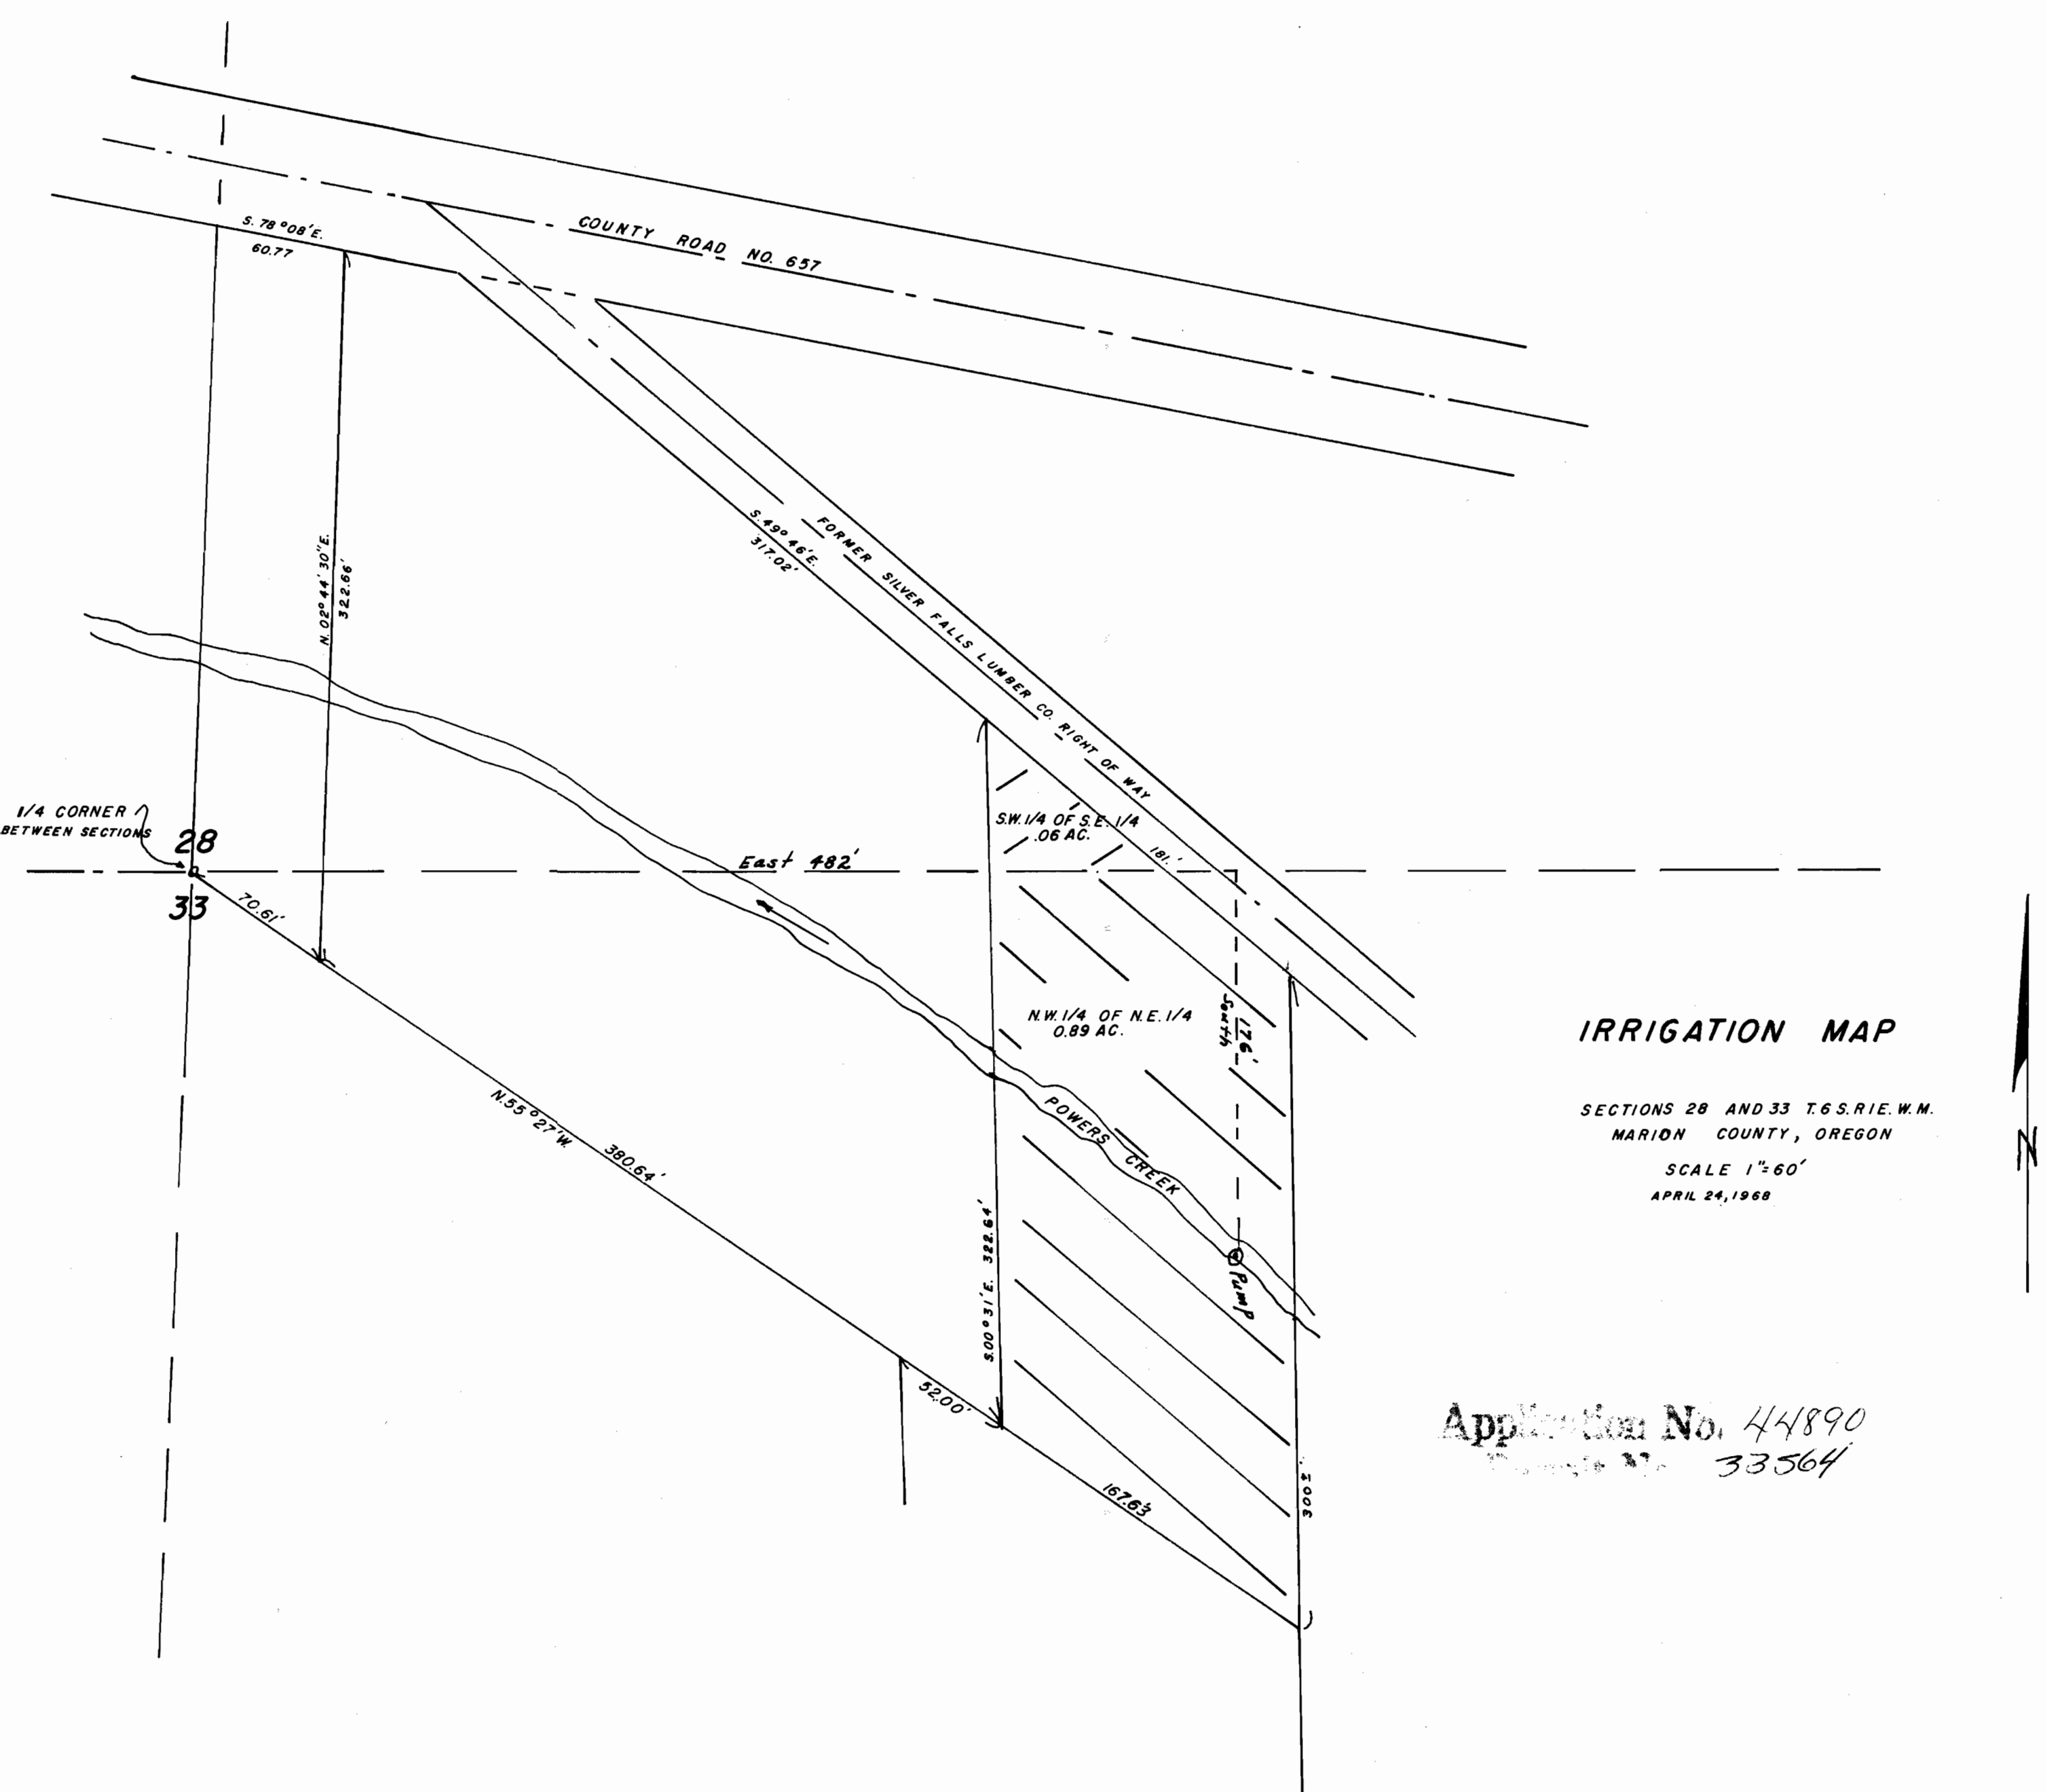 S. 78°08'E.
60.77
COUNTY ROAD NO. 657
N. 02° 44' 30"E.
322.66'
S. 49° 46'E.
317.02'
FORMER SILVER FALLS LUMBER CO. RIGHT OF WAY
1/4 CORNER
BETWEEN SECTIONS
28
33
70.61'
East 482'
S.W. 1/4 OF S.E. 1/4
.06 AC.
181.'
N.W. 1/4 OF N.E. 1/4
0.89 AC.
176'
South
POWERS CREEK
Pump
N. 55° 27'W.
380.64'
S. 00° 31'E. 322.64'
52.00'
167.63'
300±
IRRIGATION MAP
SECTIONS 28 AND 33 T. 6 S. R 1 E. W. M.
MARION COUNTY, OREGON
SCALE 1"=60'
APRIL 24, 1968
N
Application No. 44890
33564